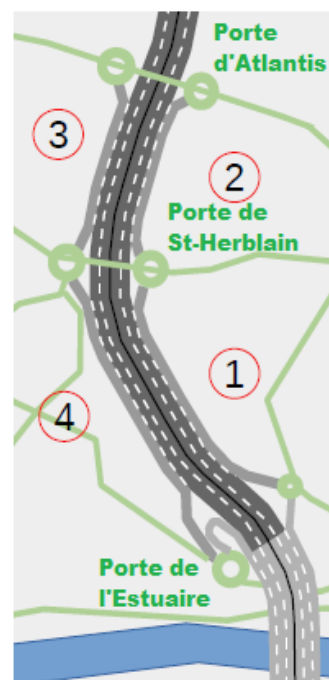 Porte
d'Atlantis
3
2
Porte de
St-Herblain
1
4
Porte de
l'Estuaire